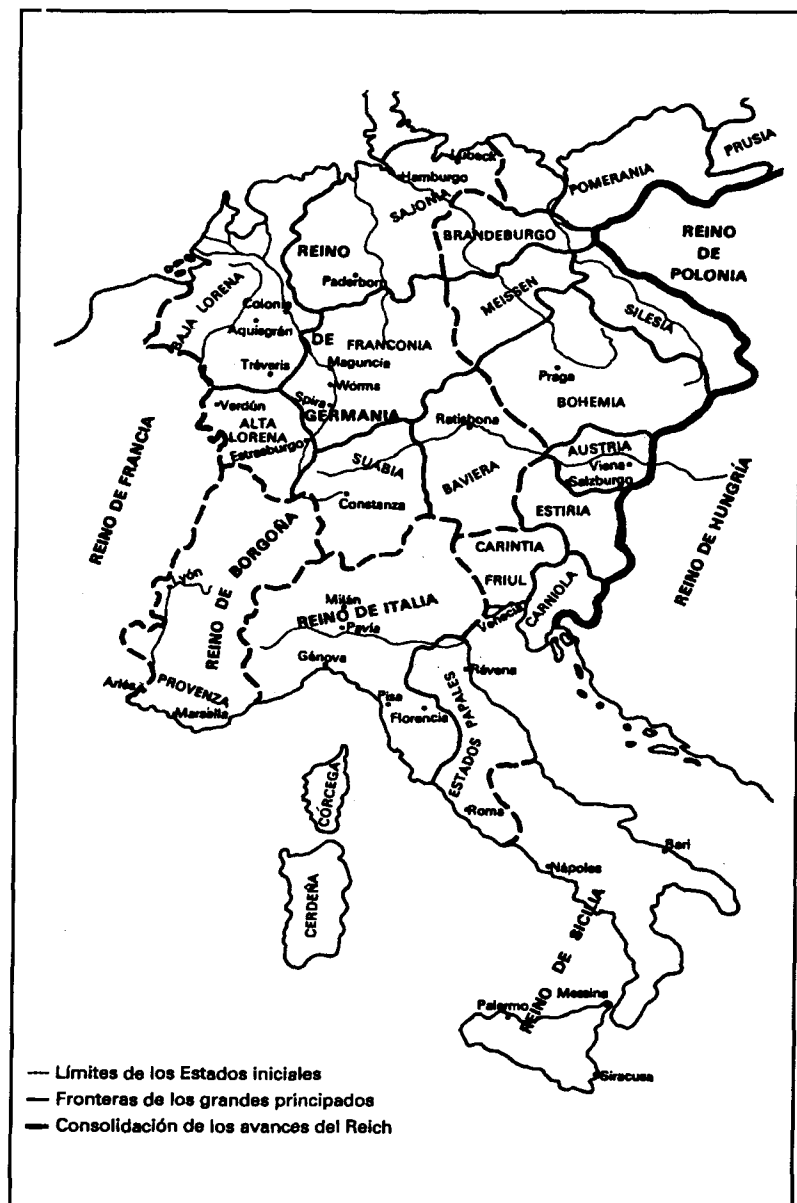 Lübeck
Hamburgo
PRUSIA
POMERANIA
SAJONIA
BRANDEBURGO
REINO
DE
POLONIA
REINO
DE
GERMANIA
Paderborn
MEISSEN
SILESIA
BAJA LORENA
Colonia
Aquisgrán
FRANCONIA
Tréveris
Maguncia
Worms
Spira
Praga
BOHEMIA
Verdún
ALTA
LORENA
Estrasburgo
Ratisbona
SUABIA
BAVIERA
AUSTRIA
Viena
Salzburgo
Constanza
ESTIRIA
REINO DE FRANCIA
REINO DE HUNGRÍA
REINO DE BORGOÑA
CARINTIA
FRIUL
CARNIOLA
Lyón
Milán
REINO DE ITALIA
Pavía
Venecia
Génova
Rávena
PROVENZA
Arlés
Marsella
Pisa
Florencia
ESTADOS PAPALES
CÓRCEGA
Roma
Bari
Nápoles
CERDEÑA
REINO DE SICILIA
Palermo
Messina
Siracusa
Límites de los Estados iniciales
Fronteras de los grandes principados
Consolidación de los avances del Reich